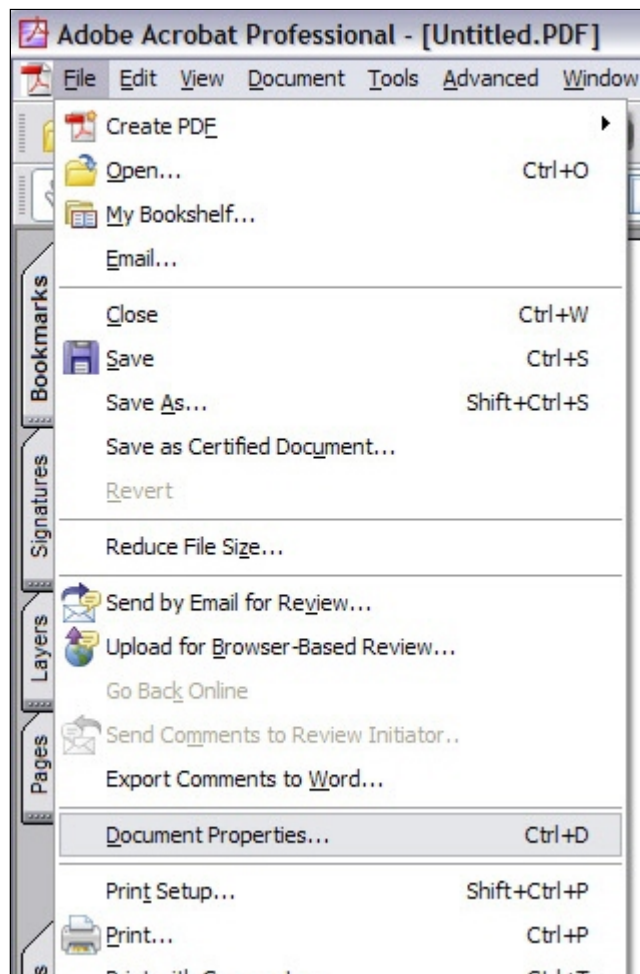 Adobe Acrobat Professional - [Untitled.PDF]
File Edit View Document Tools Advanced Window
Create PDF
Open... Ctrl+O
My Bookshelf...
Email...
Close Ctrl+W
Save Ctrl+S
Save As... Shift+Ctrl+S
Save as Certified Document...
Revert
Reduce File Size...
Send by Email for Review...
Upload for Browser-Based Review...
Go Back Online
Send Comments to Review Initiator..
Export Comments to Word...
Document Properties... Ctrl+D
Print Setup... Shift+Ctrl+P
Print... Ctrl+P
Bookmarks
Signatures
Layers
Pages